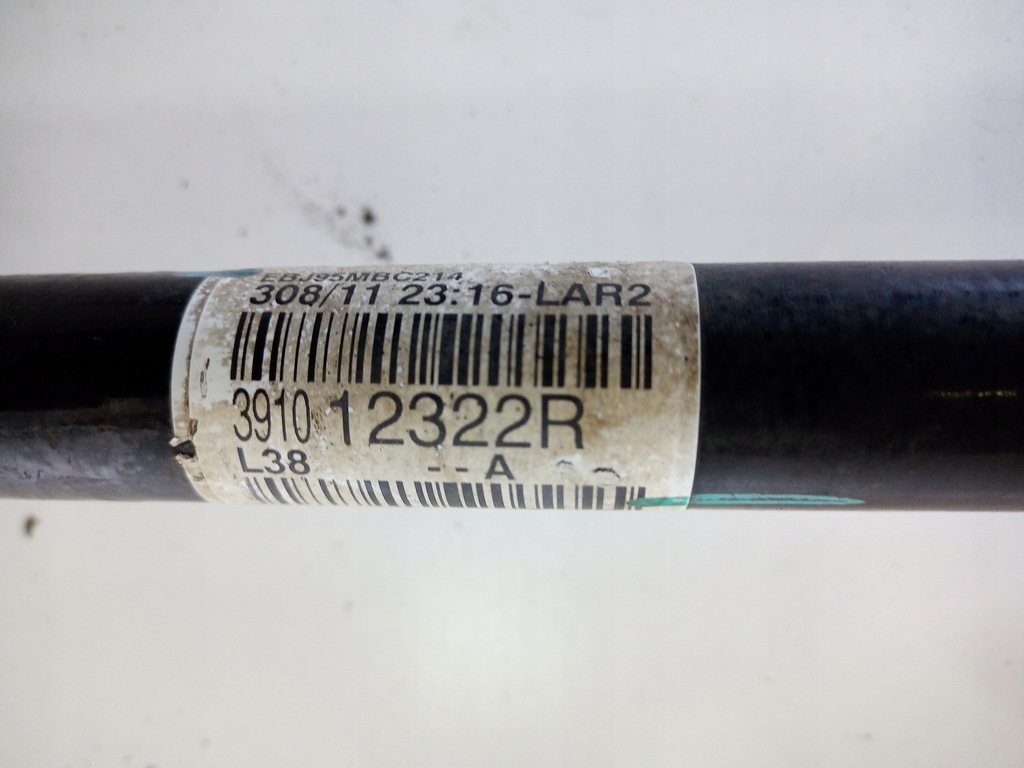 EBJ95MBC214
308/11 23:16-LAR2
3910 12322R
L38 --A